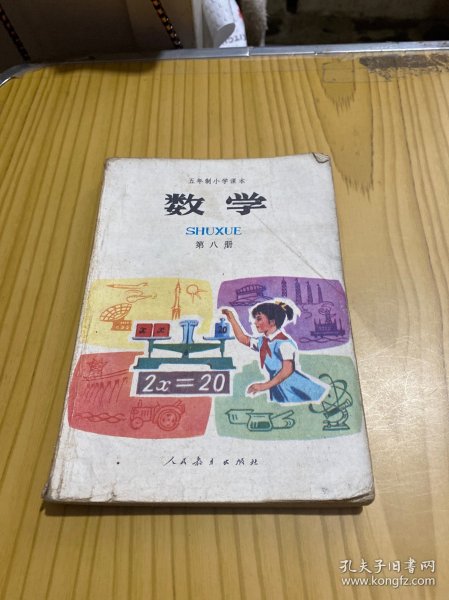 五年制小学课本
数学
SHUXUE
第八册
x x 20
2x=20
人民教育出版社
孔夫子旧书网
www.kongfz.com